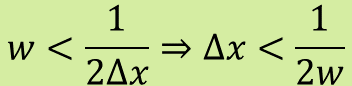 w < 1/(2Δx) ⇒ Δx < 1/(2w)